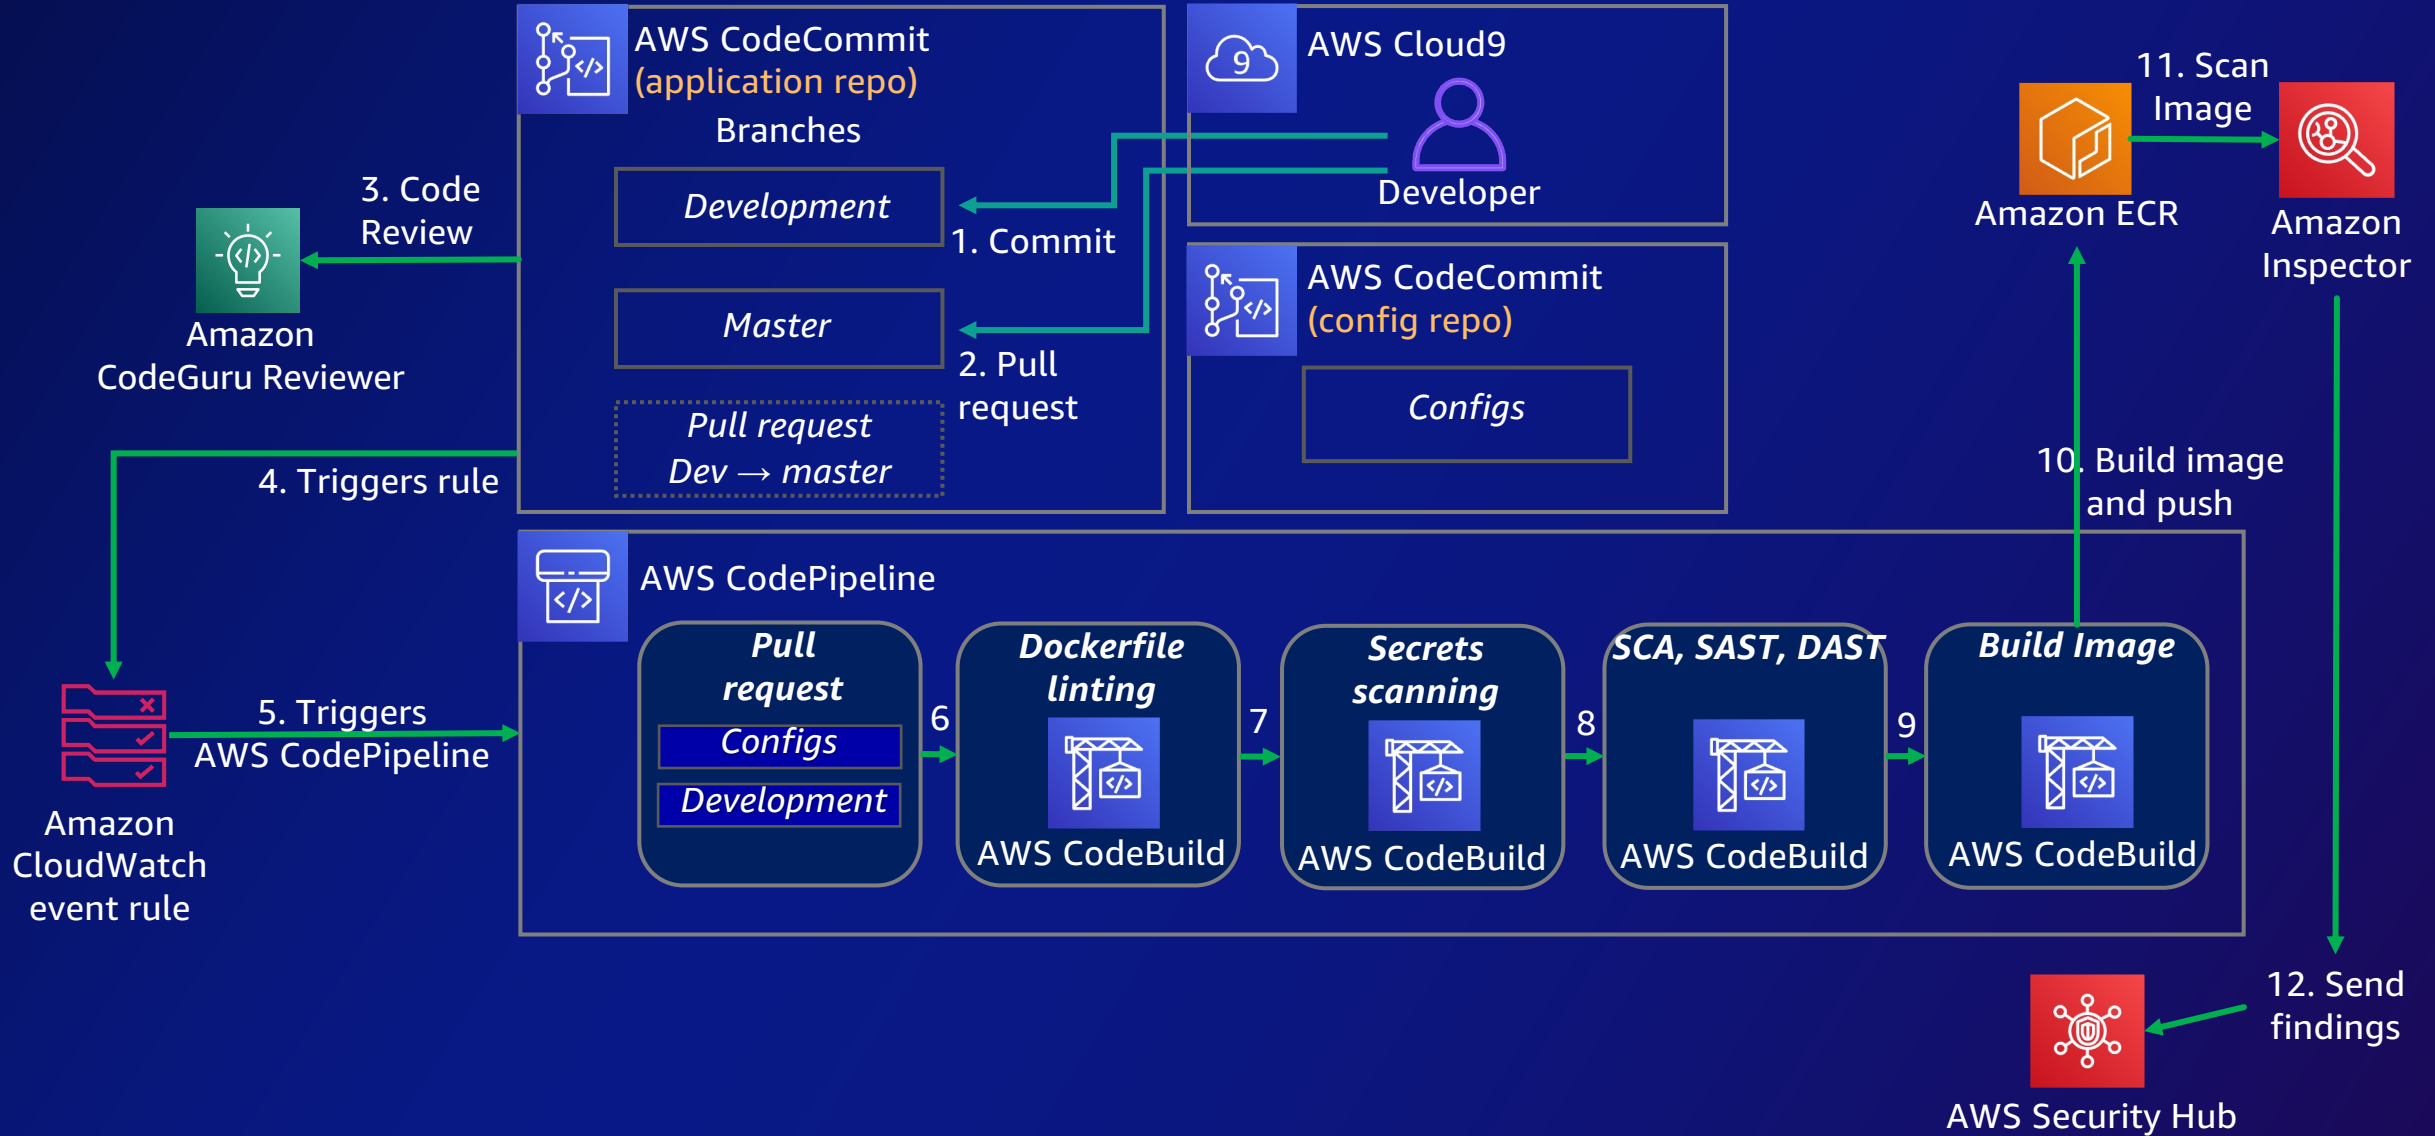 AWS CodeCommit
(application repo)
Branches
Development
Master
Pull request
Dev → master
AWS Cloud9
9
Developer
1. Commit
2. Pull
request
AWS CodeCommit
(config repo)
Configs
3. Code
Review
Amazon
CodeGuru Reviewer
4. Triggers rule
5. Triggers
AWS CodePipeline
Amazon
CloudWatch
event rule
AWS CodePipeline
Pull
request
Configs
Development
6
Dockerfile
linting
AWS CodeBuild
7
Secrets
scanning
AWS CodeBuild
8
SCA, SAST, DAST
AWS CodeBuild
9
Build Image
AWS CodeBuild
10. Build image
and push
Amazon ECR
11. Scan
Image
Amazon
Inspector
12. Send
findings
AWS Security Hub